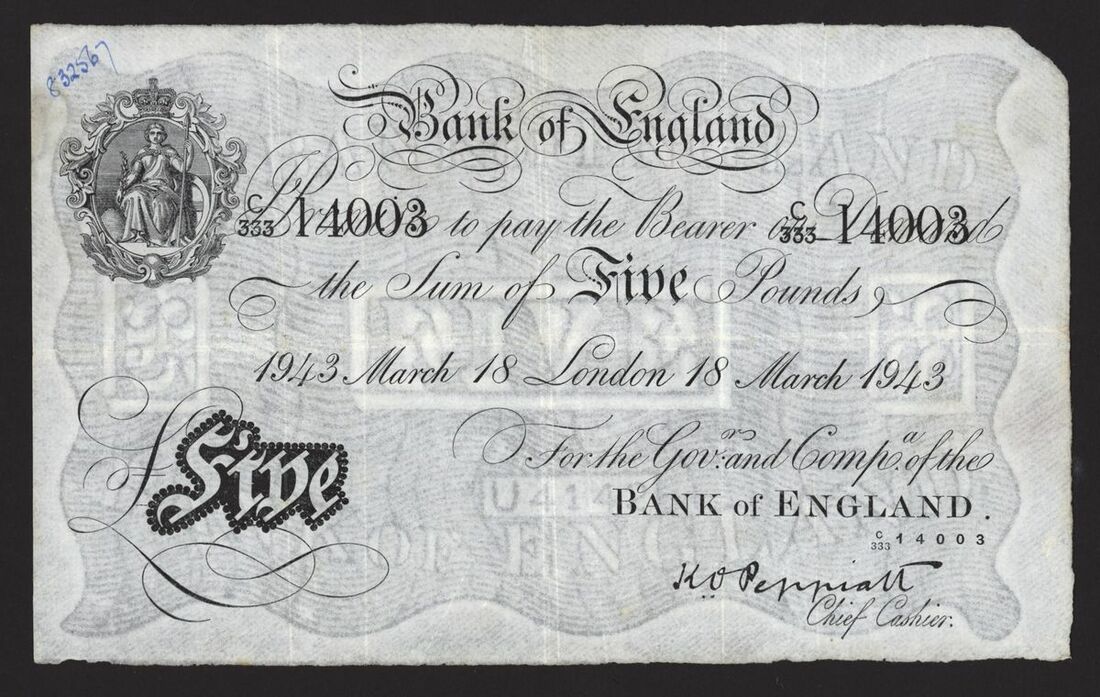 832567
Bank of England
C/333 14003 Promise to pay the Bearer on Demand C/333 14003
the Sum of Five Pounds
1943 March 18 London 18 March 1943
£Five
For the Govr. and Compa. of the
BANK of ENGLAND.
C/333 14003
K.O. Peppiatt
Chief Cashier.